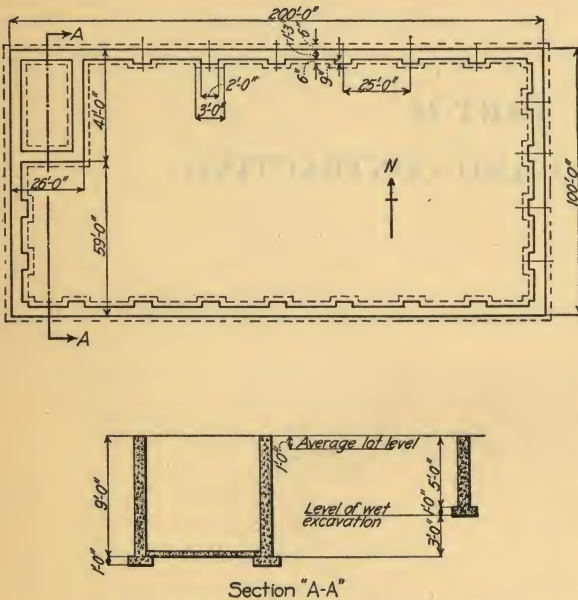 200'-0"
A
1'-3"
6"
41'-0"
2'-0"
3'-0"
6"
9"
25'-0"
26'-0"
N
100'-0"
59'-0"
A
9'-0"
1'-0"
1'-0"
Average lot level
5'-0"
1'-0"
Level of wet
excavation
3'-0"
Section "A-A"